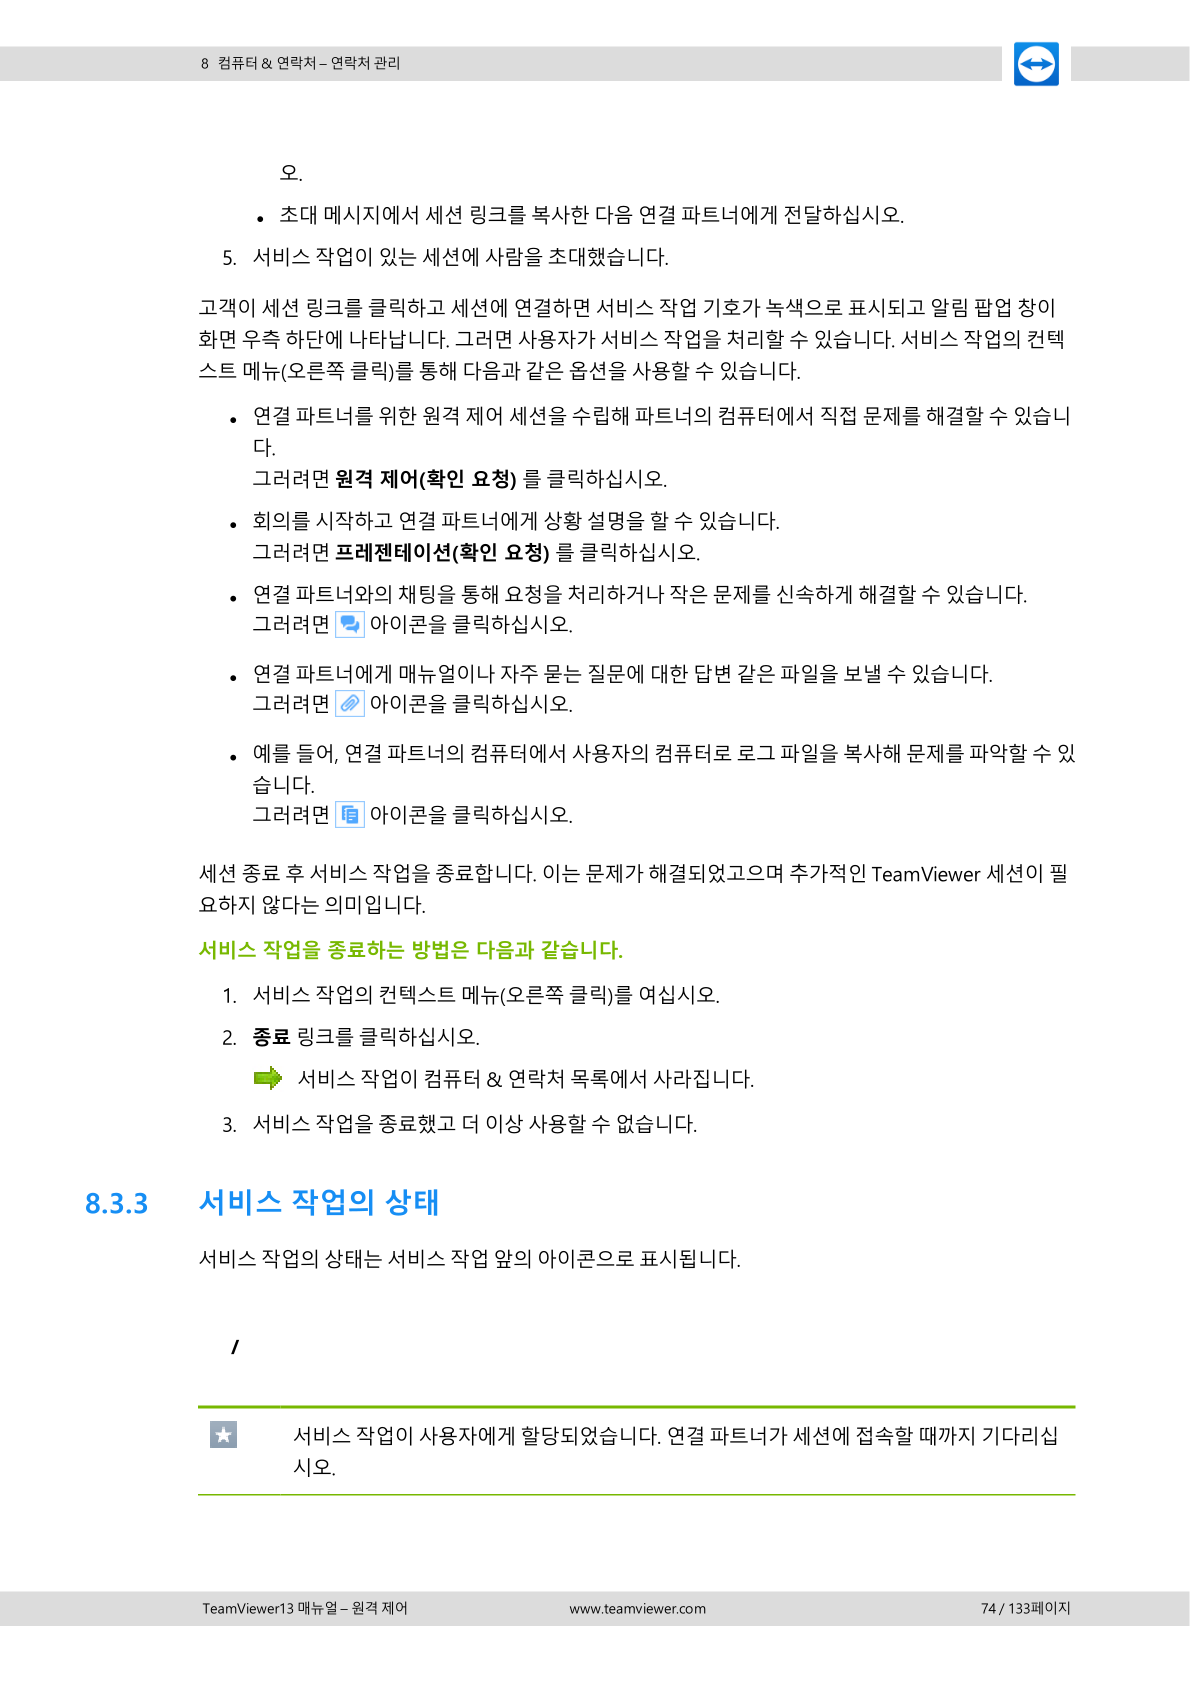 8 컴퓨터 & 연락처 – 연락처 관리
오.
• 초대 메시지에서 세션 링크를 복사한 다음 연결 파트너에게 전달하십시오.
5. 서비스 작업이 있는 세션에 사람을 초대했습니다.
고객이 세션 링크를 클릭하고 세션에 연결하면 서비스 작업 기호가 녹색으로 표시되고 알림 팝업 창이
화면 우측 하단에 나타납니다. 그러면 사용자가 서비스 작업을 처리할 수 있습니다. 서비스 작업의 컨텍
스트 메뉴(오른쪽 클릭)를 통해 다음과 같은 옵션을 사용할 수 있습니다.
• 연결 파트너를 위한 원격 제어 세션을 수립해 파트너의 컴퓨터에서 직접 문제를 해결할 수 있습니
다.
그러려면 원격 제어(확인 요청) 를 클릭하십시오.
• 회의를 시작하고 연결 파트너에게 상황 설명을 할 수 있습니다.
그러려면 프레젠테이션(확인 요청) 를 클릭하십시오.
• 연결 파트너와의 채팅을 통해 요청을 처리하거나 작은 문제를 신속하게 해결할 수 있습니다.
그러려면 아이콘을 클릭하십시오.
• 연결 파트너에게 매뉴얼이나 자주 묻는 질문에 대한 답변 같은 파일을 보낼 수 있습니다.
그러려면 아이콘을 클릭하십시오.
• 예를 들어, 연결 파트너의 컴퓨터에서 사용자의 컴퓨터로 로그 파일을 복사해 문제를 파악할 수 있
습니다.
그러려면 아이콘을 클릭하십시오.
세션 종료 후 서비스 작업을 종료합니다. 이는 문제가 해결되었고으며 추가적인 TeamViewer 세션이 필
요하지 않다는 의미입니다.
서비스 작업을 종료하는 방법은 다음과 같습니다.
1. 서비스 작업의 컨텍스트 메뉴(오른쪽 클릭)를 여십시오.
2. 종료 링크를 클릭하십시오.
서비스 작업이 컴퓨터 & 연락처 목록에서 사라집니다.
3. 서비스 작업을 종료했고 더 이상 사용할 수 없습니다.
8.3.3 서비스 작업의 상태
서비스 작업의 상태는 서비스 작업 앞의 아이콘으로 표시됩니다.
/
서비스 작업이 사용자에게 할당되었습니다. 연결 파트너가 세션에 접속할 때까지 기다리십
시오.
TeamViewer13 매뉴얼 – 원격 제어 www.teamviewer.com 74 / 133페이지